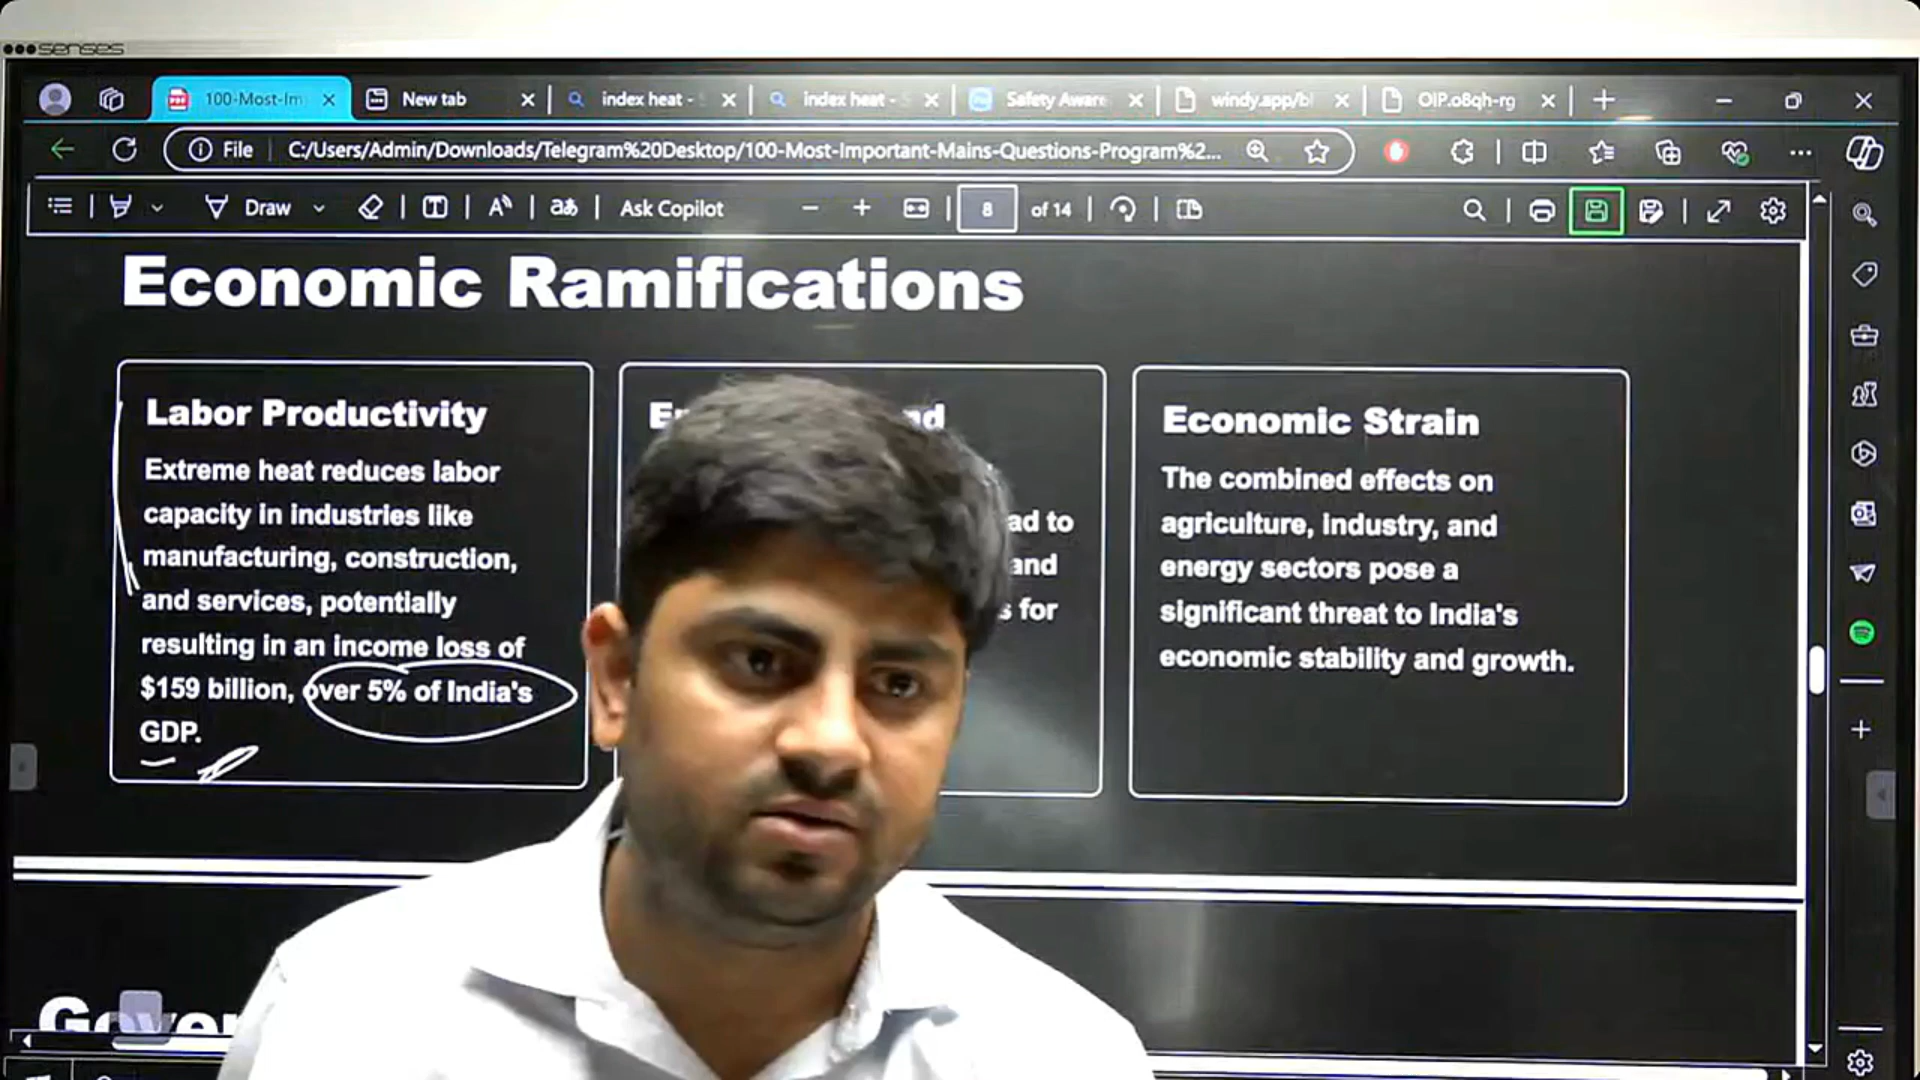 senses
100-Most-Im
New tab
index heat -
index heat -
Safety Aware
windy.app/bl
OIP.o8qh-rg
File
C:/Users/Admin/Downloads/Telegram%20Desktop/100-Most-Important-Mains-Questions-Program%2...
Draw
Ask Copilot
8
of 14
Economic Ramifications
Labor Productivity
Extreme heat reduces labor
capacity in industries like
manufacturing, construction,
and services, potentially
resulting in an income loss of
$159 billion, over 5% of India's
GDP.
ad to
and
for
Economic Strain
The combined effects on
agriculture, industry, and
energy sectors pose a
significant threat to India's
economic stability and growth.